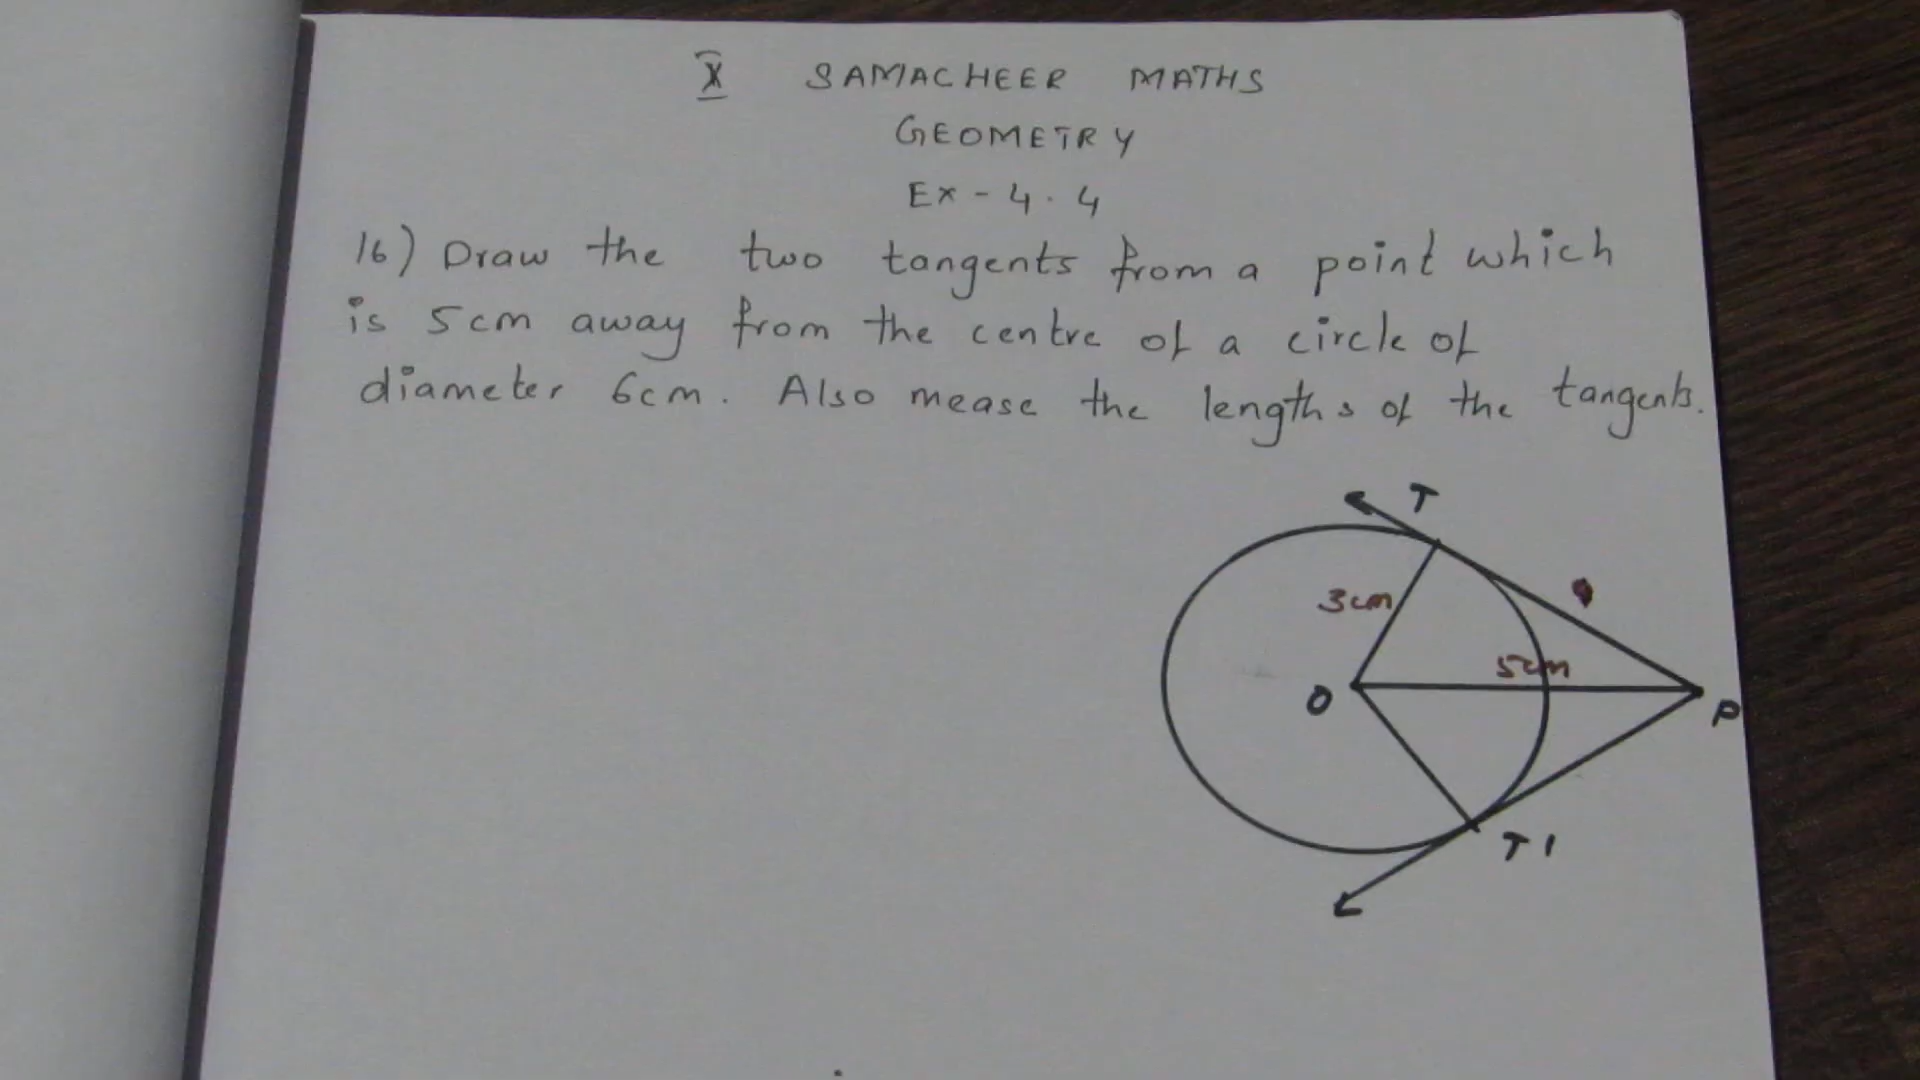 X SAMACHEER MATHS
GEOMETRY
Ex - 4.4
16) Draw the two tangents from a point which
is 5cm away from the centre of a circle of
diameter 6cm. Also mease the lengths of the tangents.
T
3cm
5cm
O
P
T1